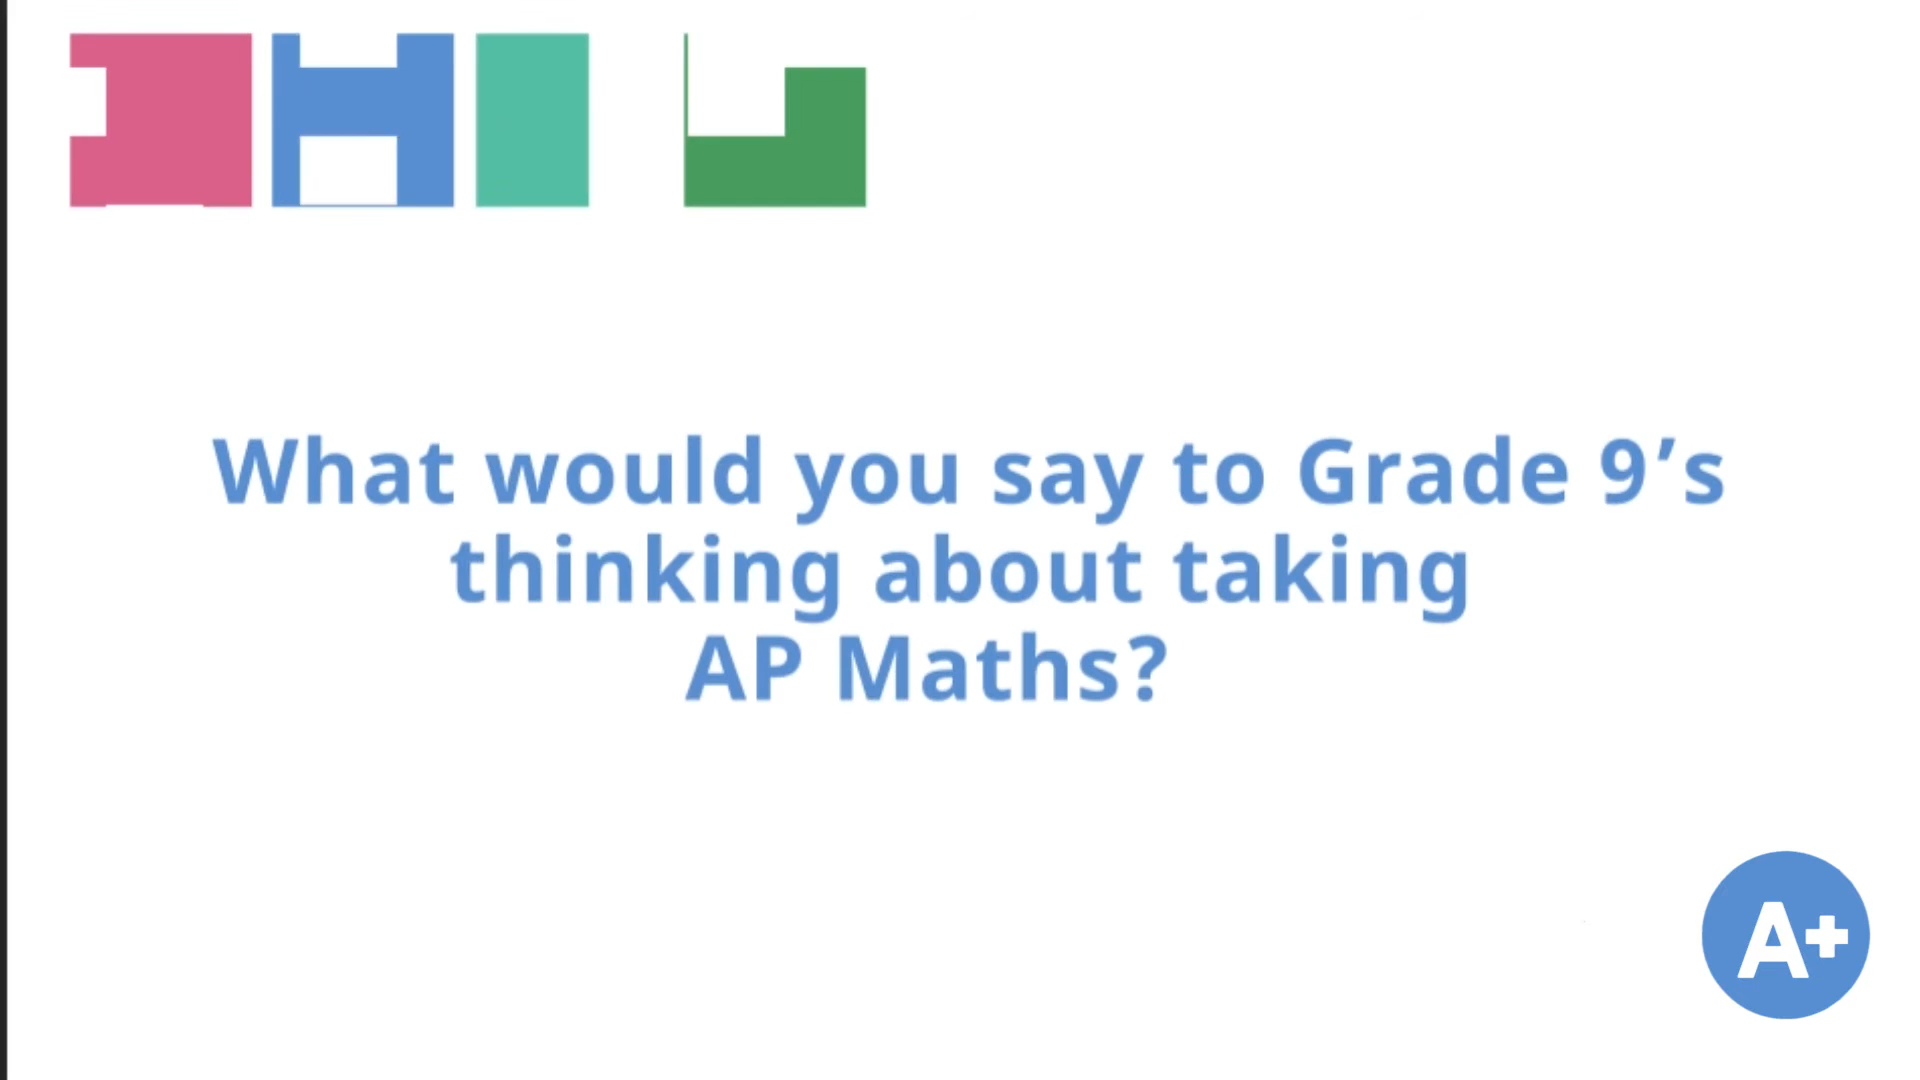 What would you say to Grade 9’s
thinking about taking
AP Maths?
A+